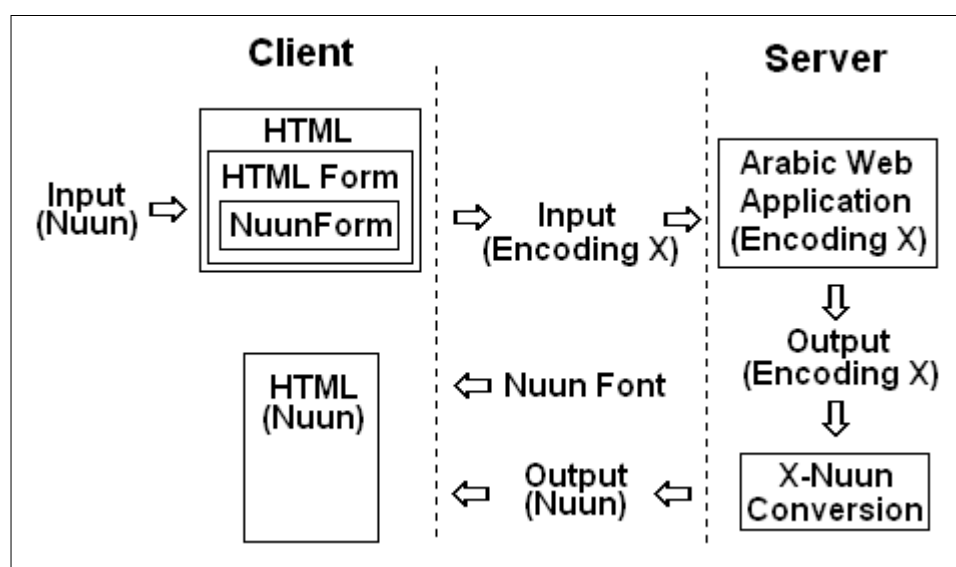 Client
Server
HTML
HTML Form
NuunForm
Input
(Nuun)
Input
(Encoding X)
Arabic Web
Application
(Encoding X)
Output
(Encoding X)
X-Nuun
Conversion
Output
(Nuun)
Nuun Font
HTML
(Nuun)